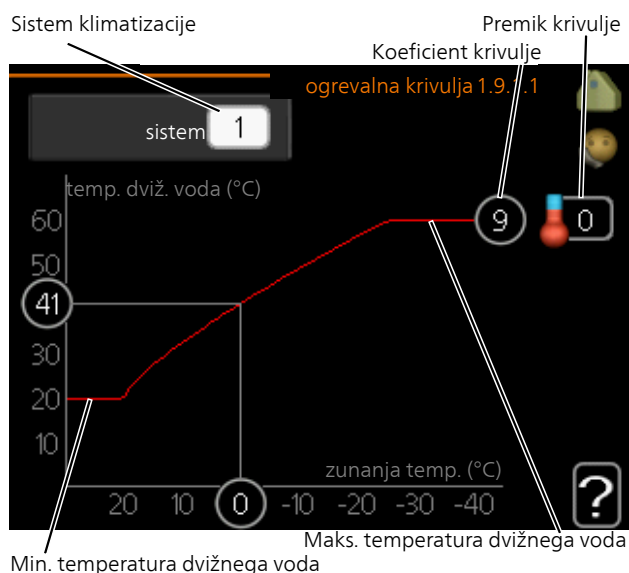 Sistem klimatizacije
Premik krivulje
Koeficient krivulje
ogrevalna krivulja 1.9.1.1
sistem 1
temp. dviž. voda (°C)
60
9
0
50
41
30
20
10
zunanja temp. (°C)
20 10 0 -10 -20 -30 -40
?
Maks. temperatura dvižnega voda
Min. temperatura dvižnega voda